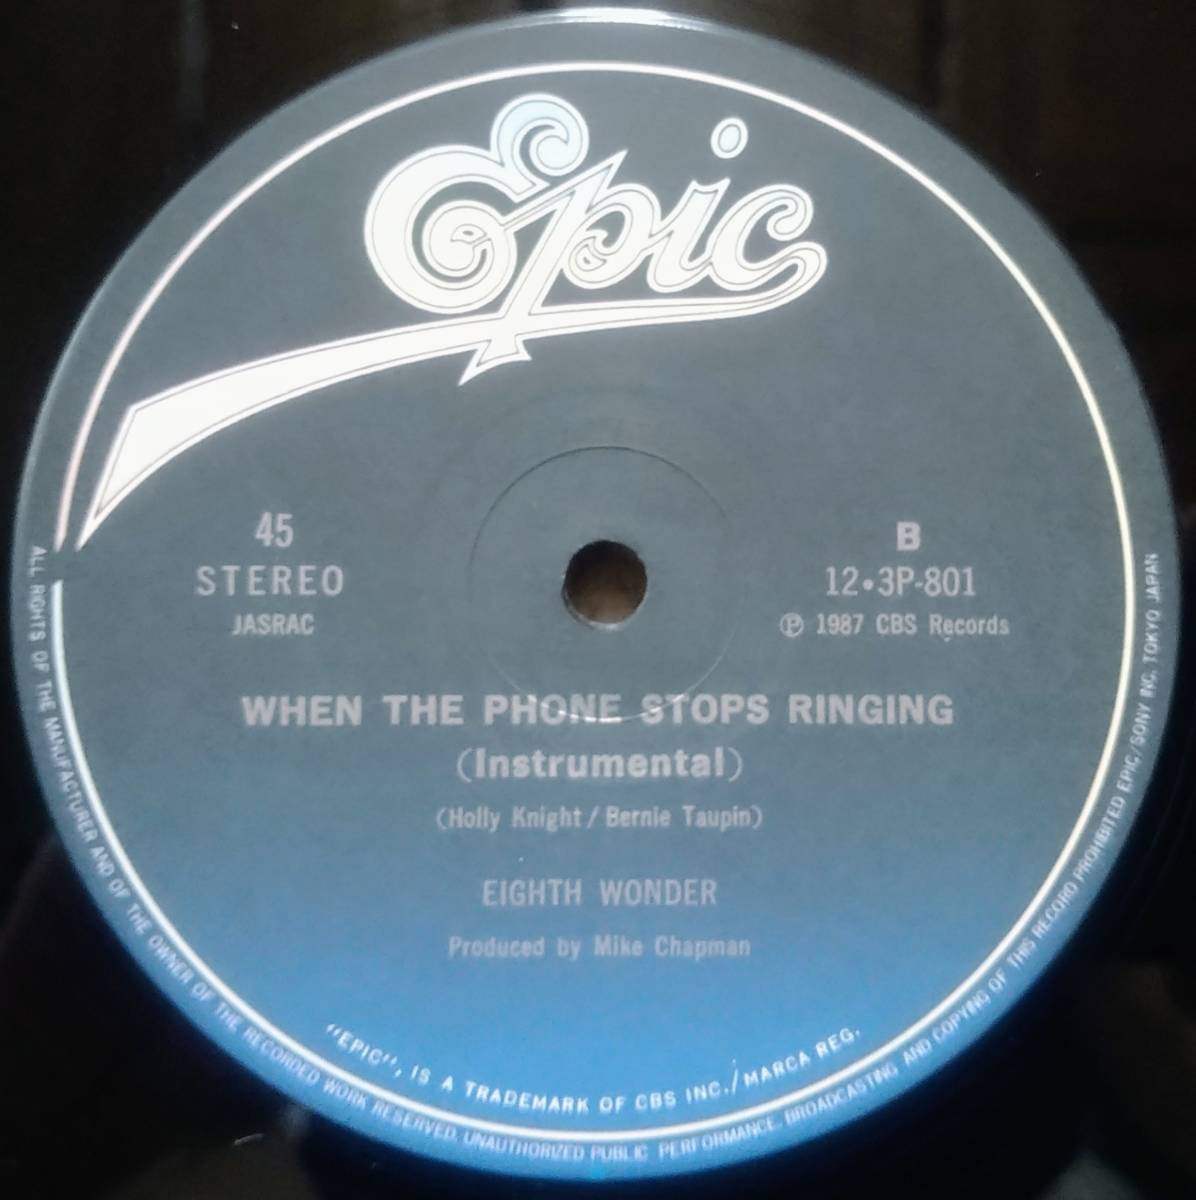 Epic
45
STEREO
JASRAC
B
12•3P-801
Ⓟ 1987 CBS Records
WHEN THE PHONE STOPS RINGING
(Instrumental)
(Holly Knight / Bernie Taupin)
EIGHTH WONDER
Produced by Mike Chapman
"EPIC", IS A TRADEMARK OF CBS INC./MARCA REG.
ALL RIGHTS OF THE MANUFACTURER AND OF THE OWNER OF THE RECORDED WORK RESERVED. UNAUTHORIZED PUBLIC PERFORMANCE. BROADCASTING AND COPYING OF THIS RECORD PROHIBITED EPIC/SONY INC. TOKYO JAPAN